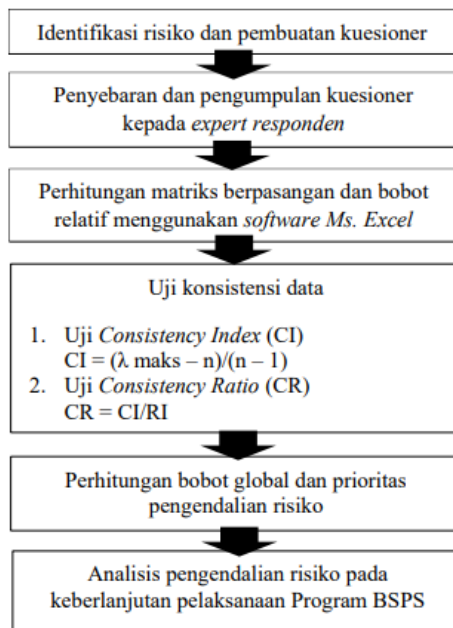 Identifikasi risiko dan pembuatan kuesioner
Penyebaran dan pengumpulan kuesioner
kepada expert responden
Perhitungan matriks berpasangan dan bobot
relatif menggunakan software Ms. Excel
Uji konsistensi data
1. Uji Consistency Index (CI)
CI = (λ maks – n)/(n – 1)
2. Uji Consistency Ratio (CR)
CR = CI/RI
Perhitungan bobot global dan prioritas
pengendalian risiko
Analisis pengendalian risiko pada
keberlanjutan pelaksanaan Program BSPS